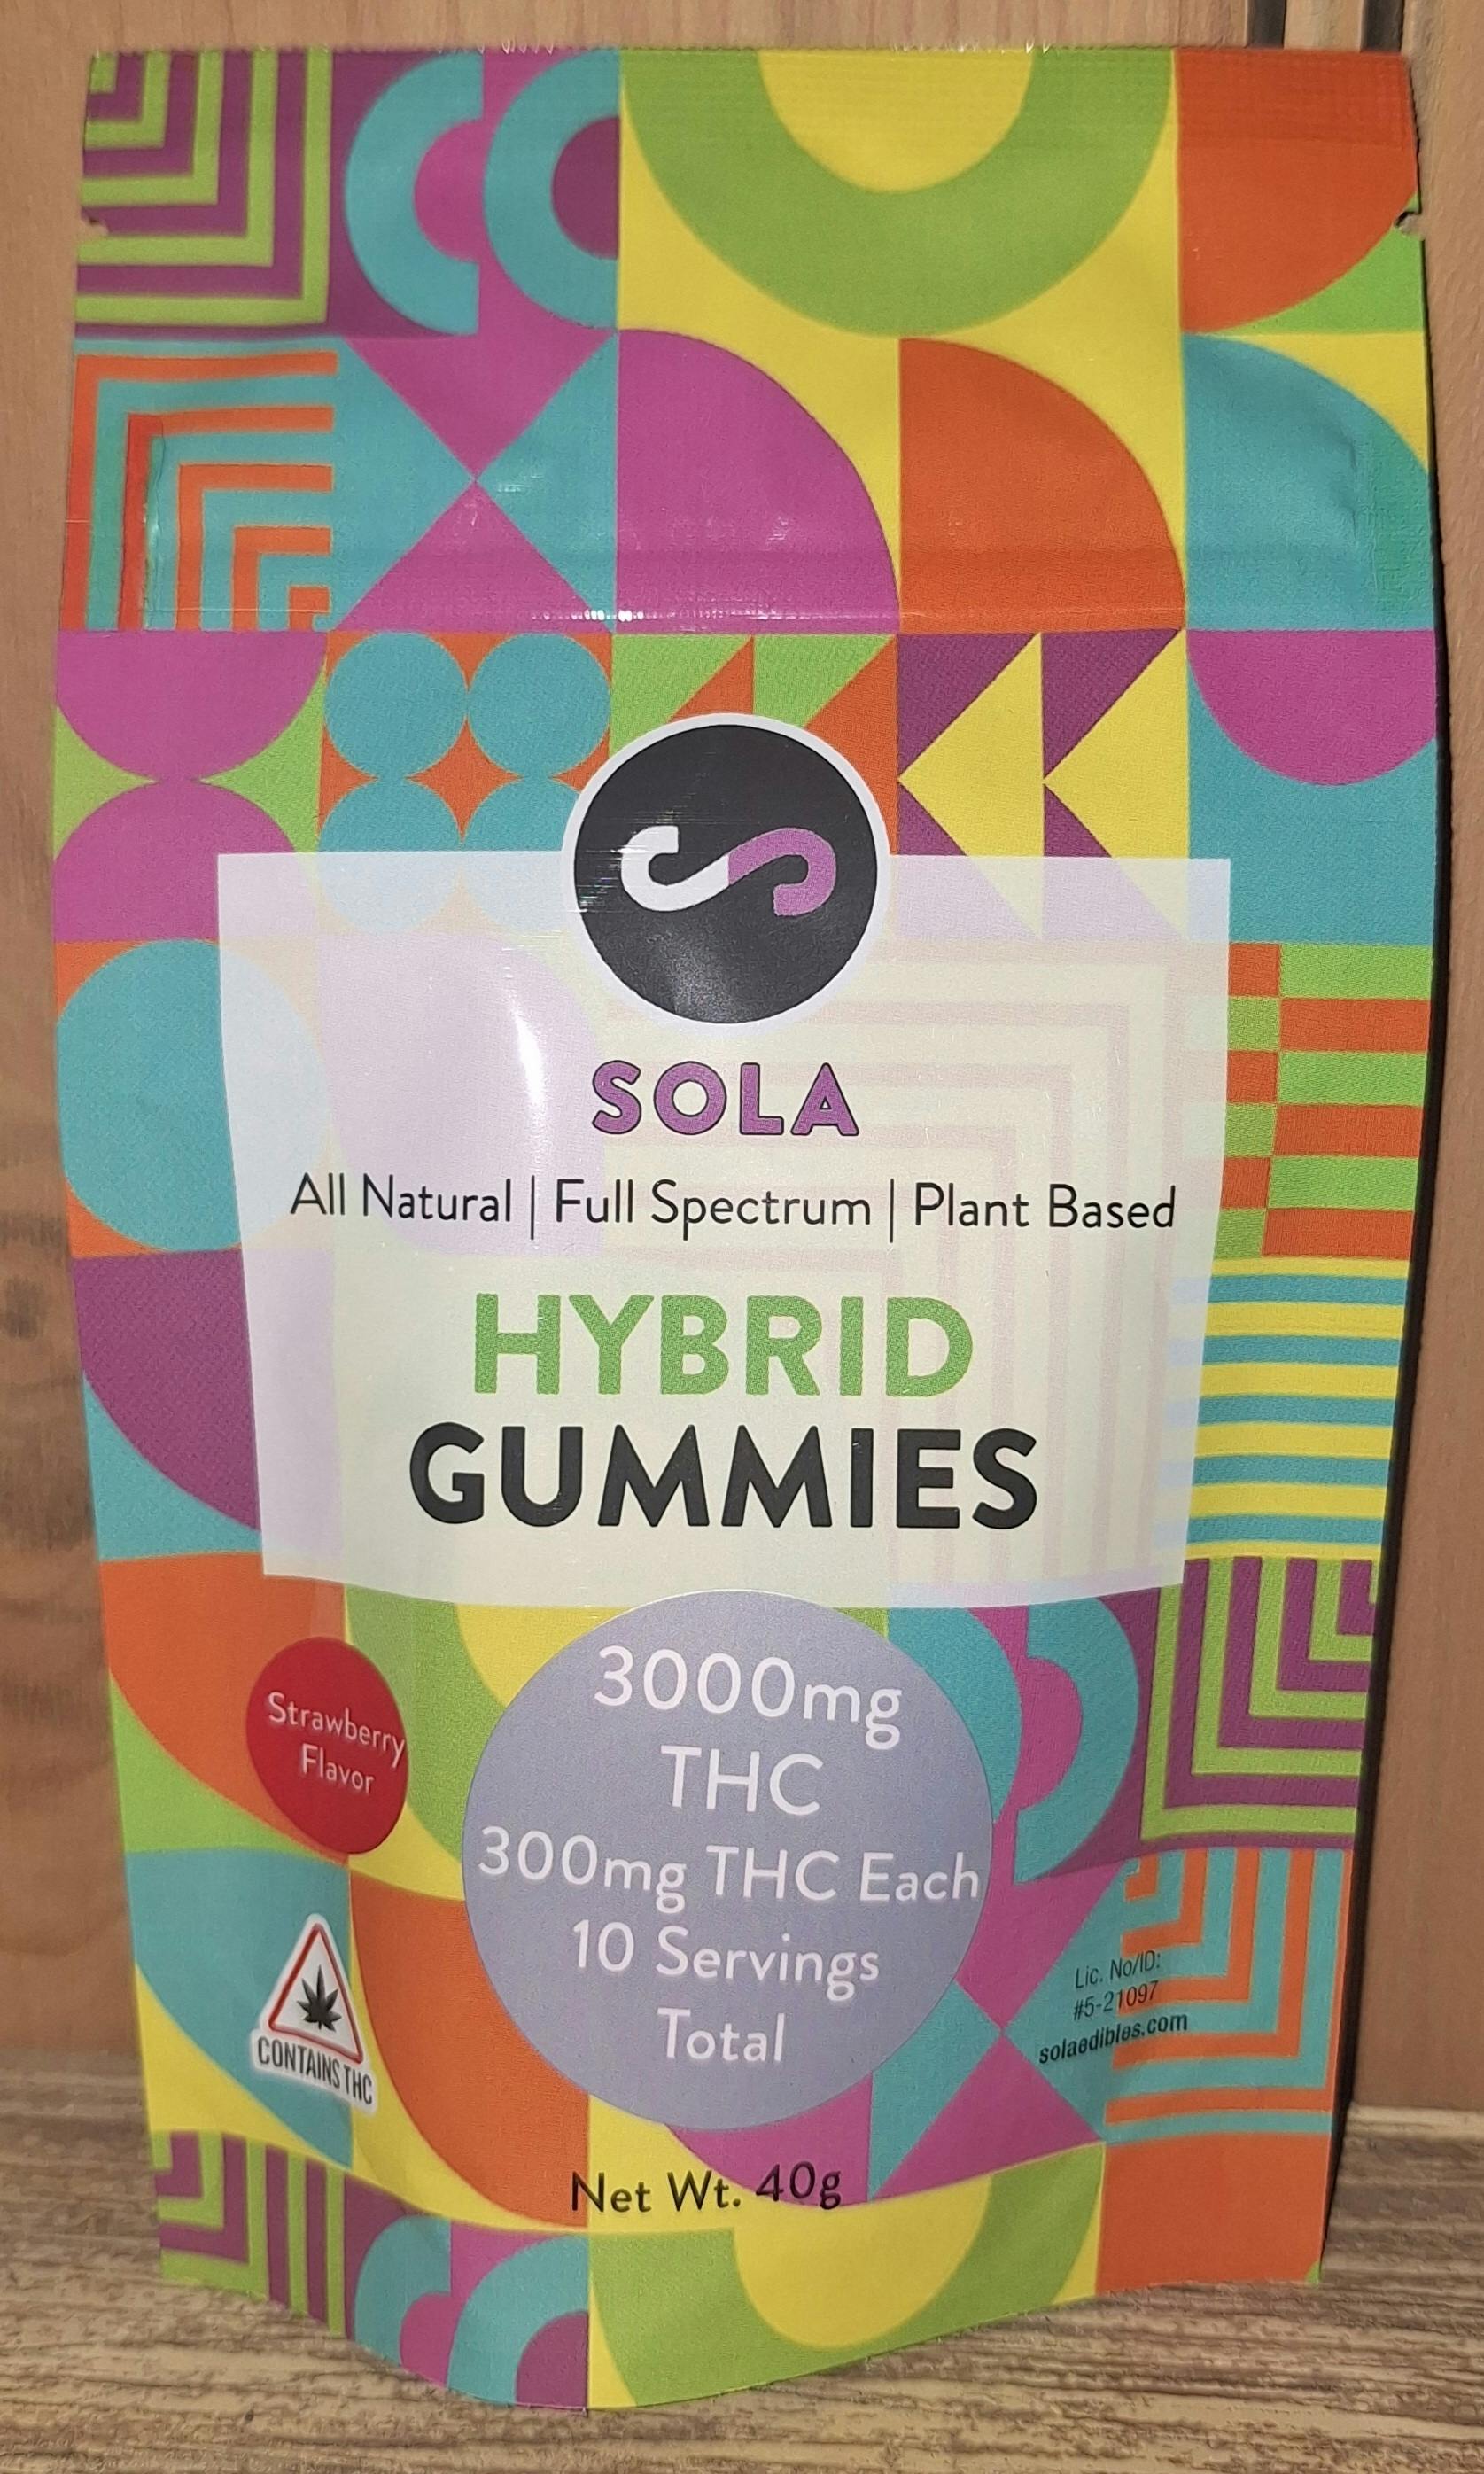 SOLA
All Natural | Full Spectrum | Plant Based
HYBRID
GUMMIES
Strawberry
Flavor
3000mg
THC
300mg THC Each
10 Servings
Total
CONTAINS THC
Lic. No/ID:
#5-21097
solaedibles.com
Net Wt. 40g